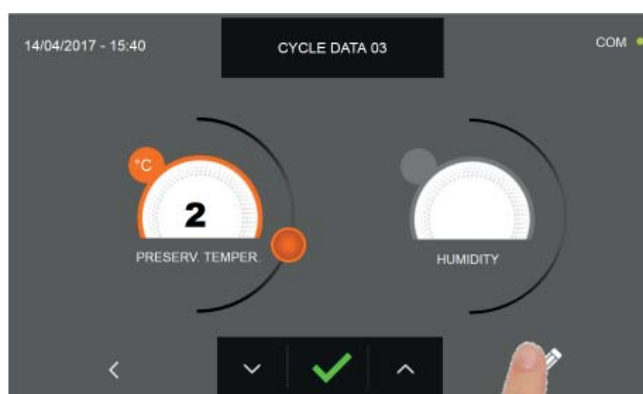 14/04/2017 - 15:40
CYCLE DATA 03
COM
°C
2
PRESERV. TEMPER.
HUMIDITY